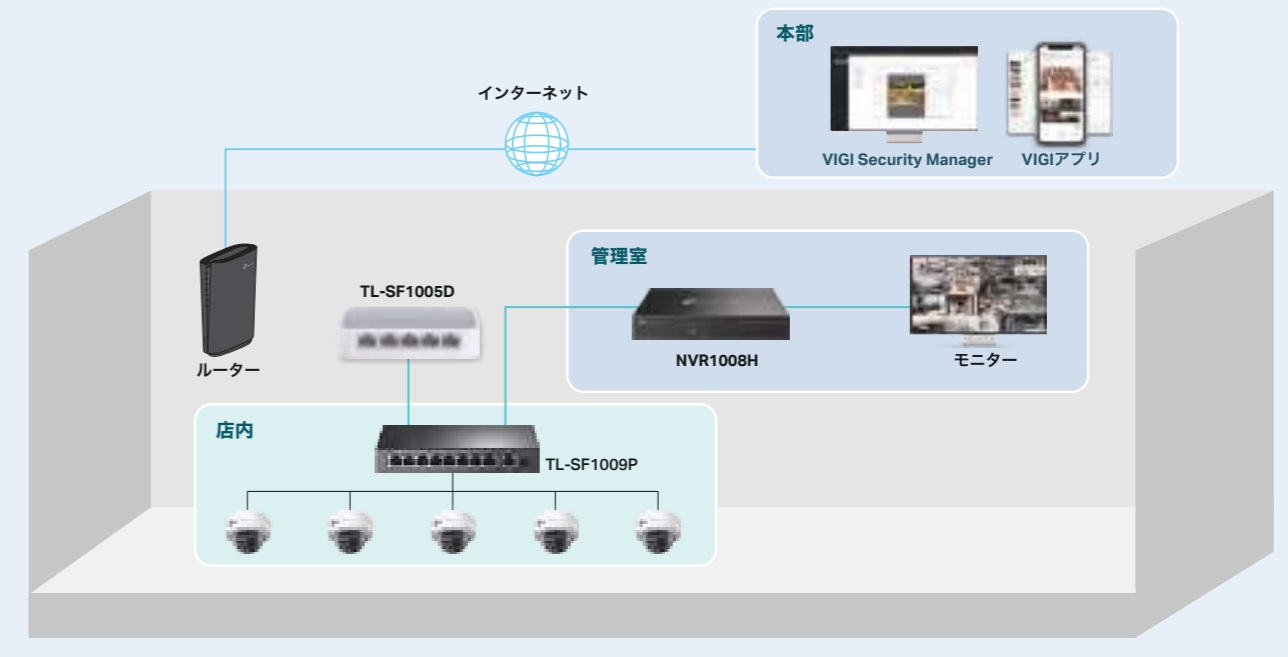 本部
インターネット
VIGI Security Manager
VIGIアプリ
管理室
TL-SF1005D
NVR1008H
モニター
ルーター
店内
TL-SF1009P